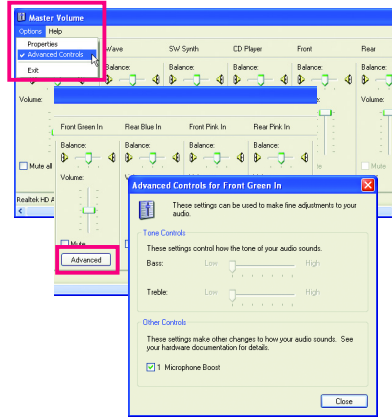 Master Volume
Options Help
Properties
Advanced Controls
Exit
Wave SW Synth CD Player Front Rear
Balance: Balance: Balance: Balance: Balance:
Volume: Volume:
Mute all Mute
Realtek HD A
Front Green In Rear Blue In Front Pink In Rear Pink In
Balance: Balance: Balance: Balance:
Volume:
Mute
Advanced
Advanced Controls for Front Green In
These settings can be used to make fine adjustments to your
audio.
Tone Controls
These settings control how the tone of your audio sounds.
Bass: Low High
Treble: Low High
Other Controls
These settings make other changes to how your audio sounds. See
your hardware documentation for details.
1 Microphone Boost
Close